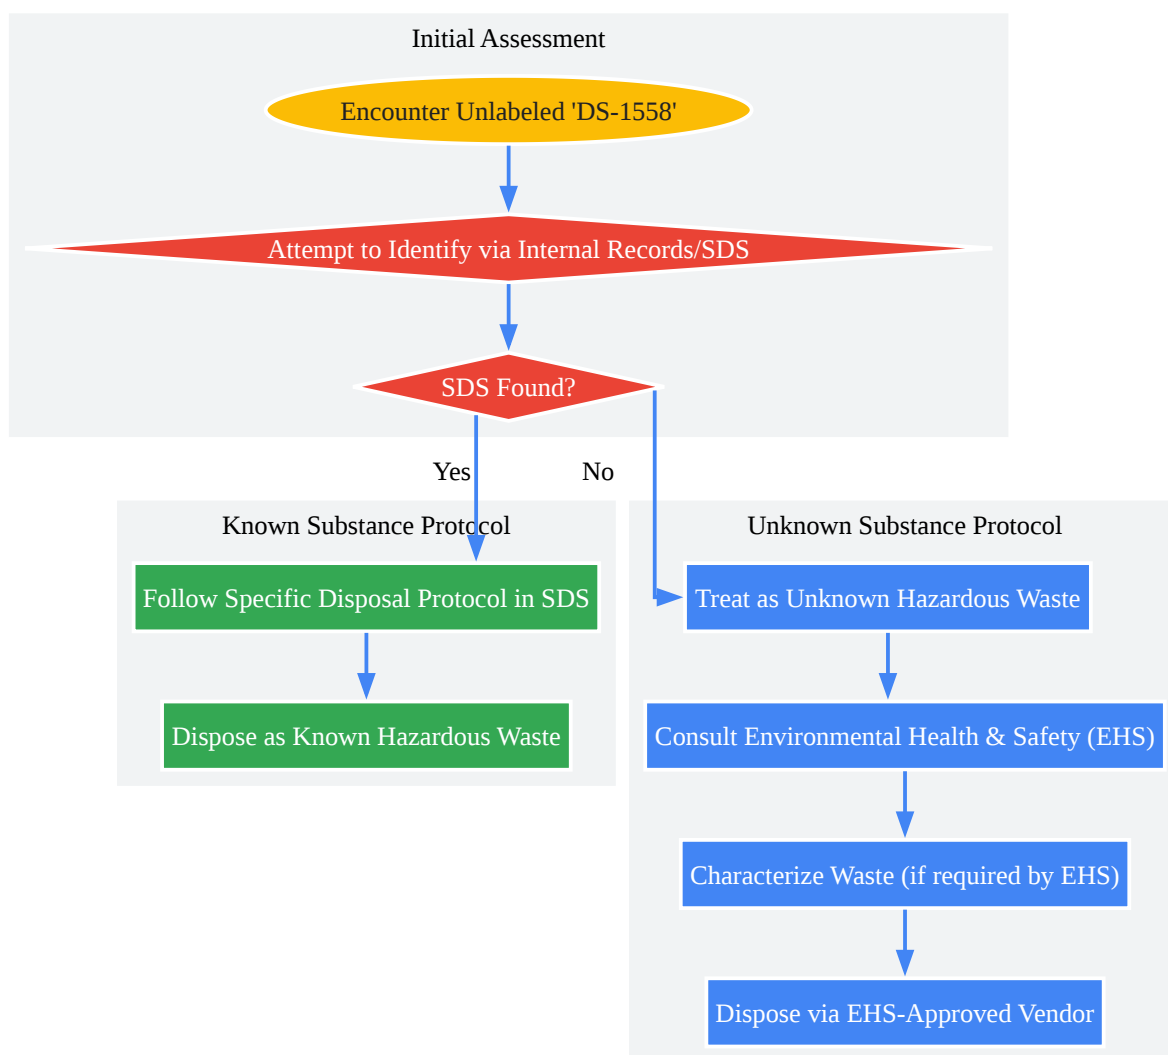 Initial Assessment
Encounter Unlabeled 'DS-1558'
Attempt to Identify via Internal Records/SDS
SDS Found?
Yes
No
Known Substance Protocol
Follow Specific Disposal Protocol in SDS
Dispose as Known Hazardous Waste
Unknown Substance Protocol
Treat as Unknown Hazardous Waste
Consult Environmental Health & Safety (EHS)
Characterize Waste (if required by EHS)
Dispose via EHS-Approved Vendor